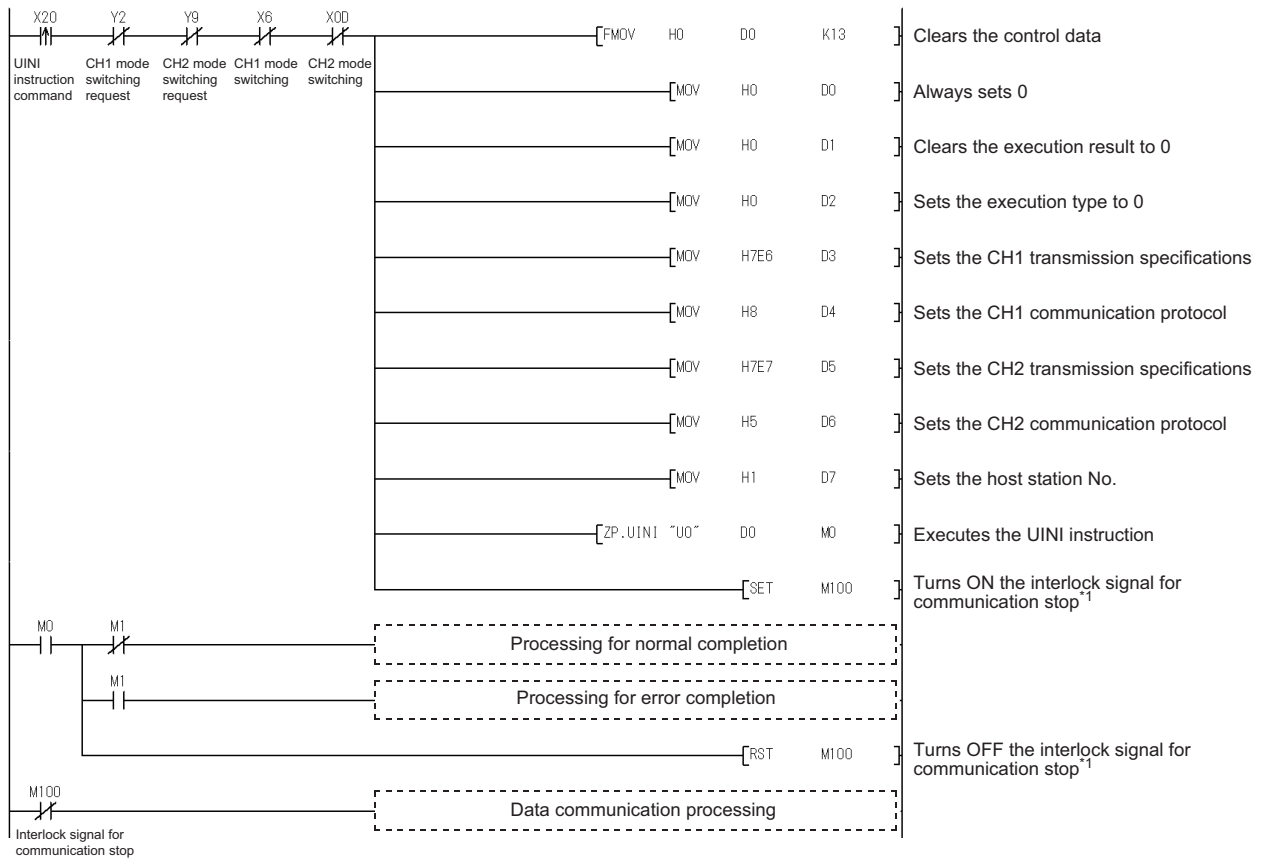 X20 Y2 Y9 X6 X0D
[FMOV H0 D0 K13] Clears the control data
UINI CH1 mode CH2 mode CH1 mode CH2 mode
instruction switching switching switching switching
command request request
[MOV H0 D0] Always sets 0
[MOV H0 D1] Clears the execution result to 0
[MOV H0 D2] Sets the execution type to 0
[MOV H7E6 D3] Sets the CH1 transmission specifications
[MOV H8 D4] Sets the CH1 communication protocol
[MOV H7E7 D5] Sets the CH2 transmission specifications
[MOV H5 D6] Sets the CH2 communication protocol
[MOV H1 D7] Sets the host station No.
[ZP.UINI "U0" D0 M0] Executes the UINI instruction
[SET M100] Turns ON the interlock signal for
communication stop*1
M0 M1
Processing for normal completion
M1
Processing for error completion
[RST M100] Turns OFF the interlock signal for
communication stop*1
M100
Data communication processing
Interlock signal for
communication stop